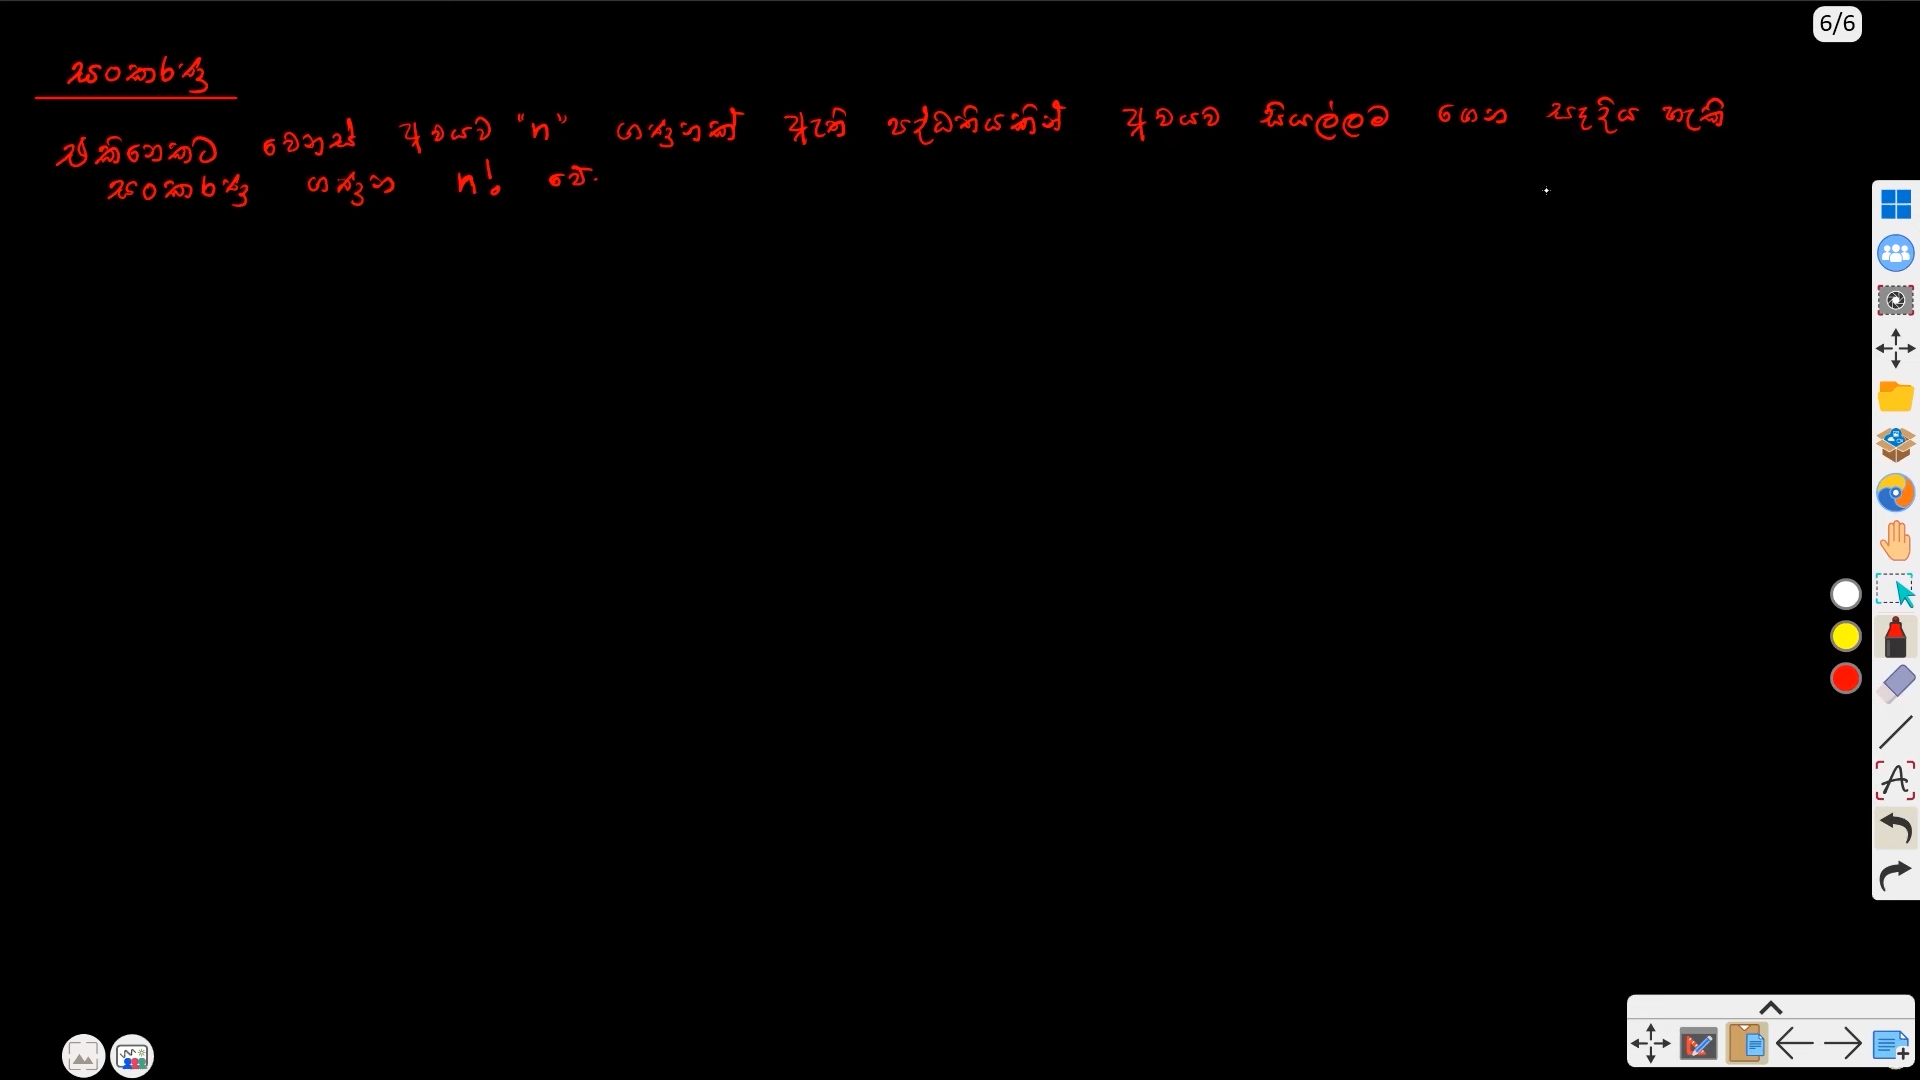 6/6
සංකරණ
එකිනෙකට වෙනස් අවයව "n" ගණනක් ඇති පද්ධතියකින් අවයව සියල්ලම ගෙන සෑදිය හැකි
සංකරණ ගණන n! වේ.